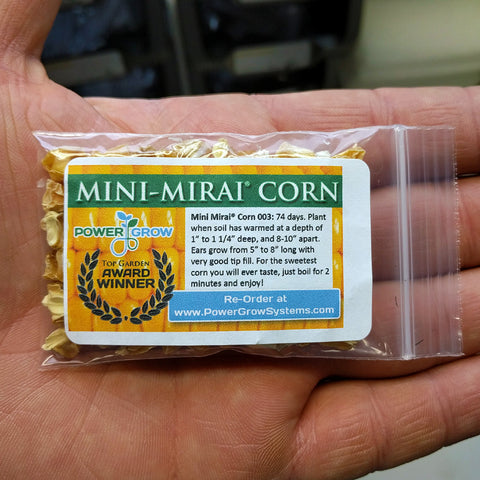 MINI-MIRAI® CORN
POWER GROW
TOP GARDEN
AWARD
WINNER
Mini Mirai® Corn 003: 74 days. Plant
when soil has warmed at a depth of
1” to 1 1/4” deep, and 8-10” apart.
Ears grow from 5” to 8” long with
very good tip fill. For the sweetest
corn you will ever taste, just boil for 2
minutes and enjoy!
Re-Order at
www.PowerGrowSystems.com